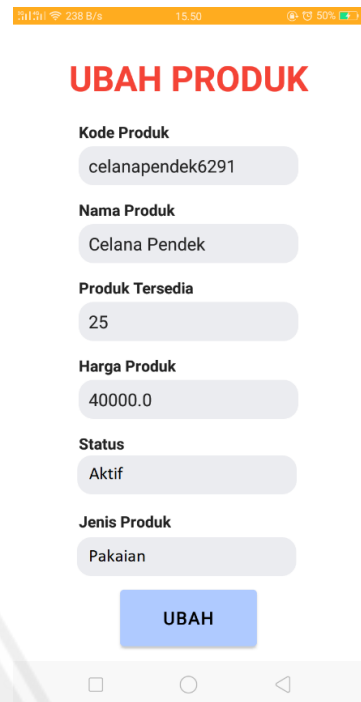 238 B/s 15.50 50%
UBAH PRODUK
Kode Produk
celanapendek6291
Nama Produk
Celana Pendek
Produk Tersedia
25
Harga Produk
40000.0
Status
Aktif
Jenis Produk
Pakaian
UBAH